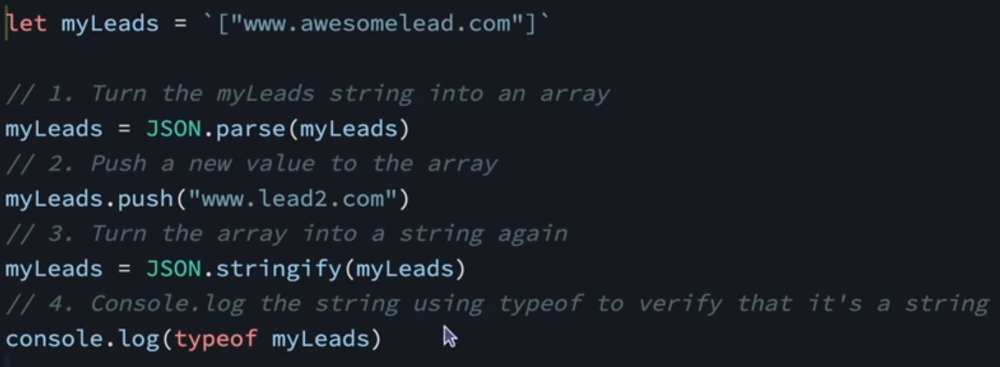 let myLeads = `["www.awesomelead.com"]`
// 1. Turn the myLeads string into an array
myLeads = JSON.parse(myLeads)
// 2. Push a new value to the array
myLeads.push("www.lead2.com")
// 3. Turn the array into a string again
myLeads = JSON.stringify(myLeads)
// 4. Console.log the string using typeof to verify that it's a string
console.log(typeof myLeads)